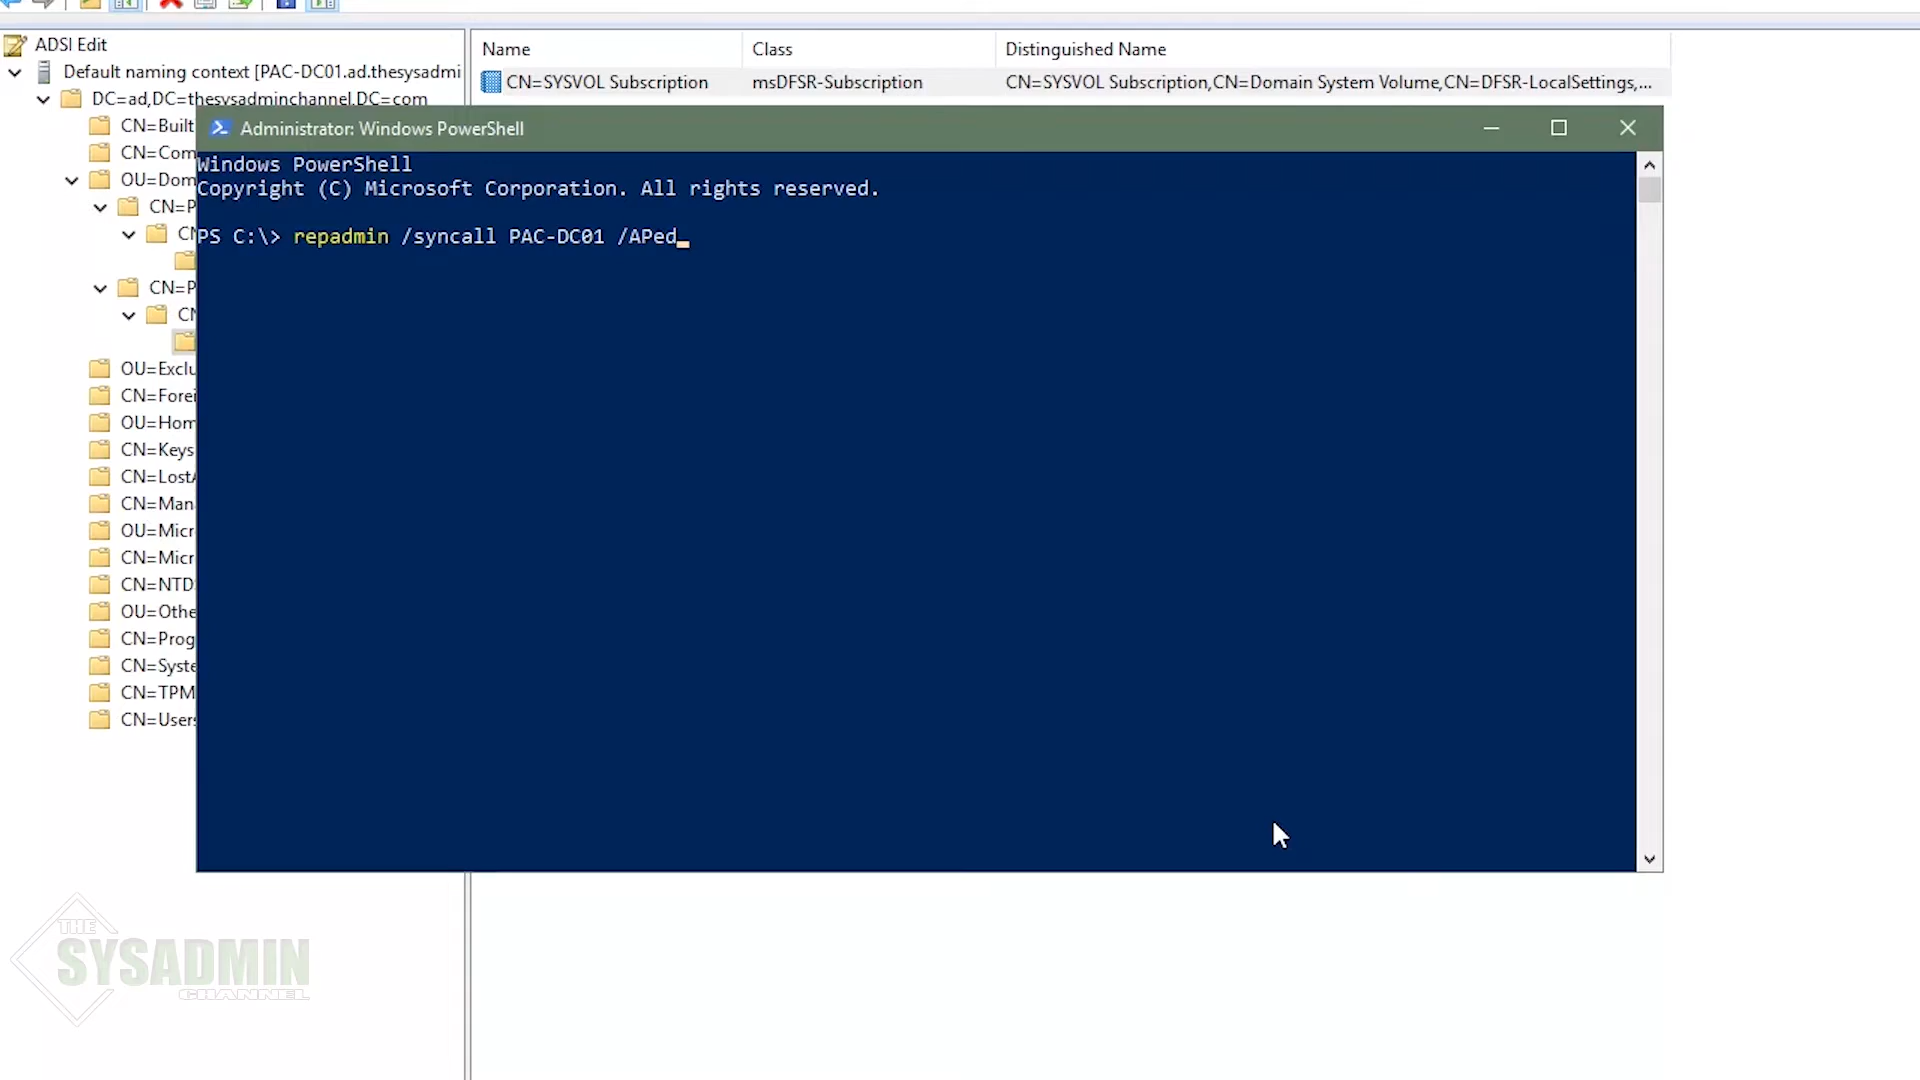 ADSI Edit
Default naming context [PAC-DC01.ad.thesysadmi
DC=ad,DC=thesysadminchannel,DC=com
CN=Built
CN=Com
OU=Dom
CN=P
CN
CN=P
CN
OU=Exclu
CN=Forei
OU=Hom
CN=Keys
CN=LostA
CN=Man
OU=Micr
CN=Micr
CN=NTD
OU=Othe
CN=Prog
CN=Syste
CN=TPM
CN=Users
Name Class Distinguished Name
CN=SYSVOL Subscription msDFSR-Subscription CN=SYSVOL Subscription,CN=Domain System Volume,CN=DFSR-LocalSettings,...
Administrator: Windows PowerShell
Windows PowerShell
Copyright (C) Microsoft Corporation. All rights reserved.
PS C:\> repadmin /syncall PAC-DC01 /APed
THE
SYSADMIN
CHANNEL